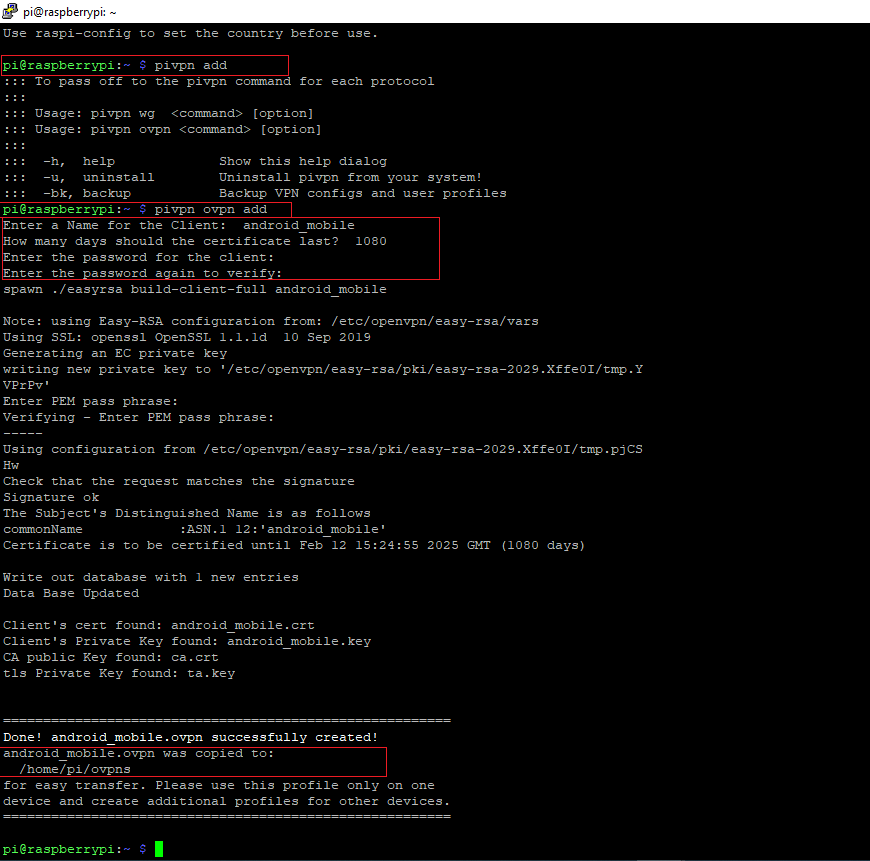 pi@raspberrypi: ~
Use raspi-config to set the country before use.
pi@raspberrypi:~ $ pivpn add
::: To pass off to the pivpn command for each protocol
:::
::: Usage: pivpn wg  <command> [option]
::: Usage: pivpn ovpn <command> [option]
:::
:::  -h,  help             Show this help dialog
:::  -u,  uninstall        Uninstall pivpn from your system!
:::  -bk, backup           Backup VPN configs and user profiles
pi@raspberrypi:~ $ pivpn ovpn add
Enter a Name for the Client:  android_mobile
How many days should the certificate last?  1080
Enter the password for the client:
Enter the password again to verify:
spawn ./easyrsa build-client-full android_mobile
Note: using Easy-RSA configuration from: /etc/openvpn/easy-rsa/vars
Using SSL: openssl OpenSSL 1.1.1d  10 Sep 2019
Generating an EC private key
writing new private key to '/etc/openvpn/easy-rsa/pki/easy-rsa-2029.Xffe0I/tmp.Y
VPrPv'
Enter PEM pass phrase:
Verifying - Enter PEM pass phrase:
-----
Using configuration from /etc/openvpn/easy-rsa/pki/easy-rsa-2029.Xffe0I/tmp.pjCS
Hw
Check that the request matches the signature
Signature ok
The Subject's Distinguished Name is as follows
commonName            :ASN.1 12:'android_mobile'
Certificate is to be certified until Feb 12 15:24:55 2025 GMT (1080 days)
Write out database with 1 new entries
Data Base Updated
Client's cert found: android_mobile.crt
Client's Private Key found: android_mobile.key
CA public Key found: ca.crt
tls Private Key found: ta.key
========================================================
Done! android_mobile.ovpn successfully created!
android_mobile.ovpn was copied to:
  /home/pi/ovpns
for easy transfer. Please use this profile only on one
device and create additional profiles for other devices.
========================================================
pi@raspberrypi:~ $